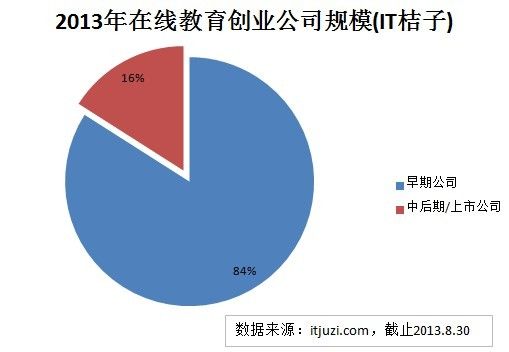 2013年在线教育创业公司规模(IT桔子)
16%
早期公司
中后期/上市公司
84%
数据来源：itjuzi.com，截止2013.8.30